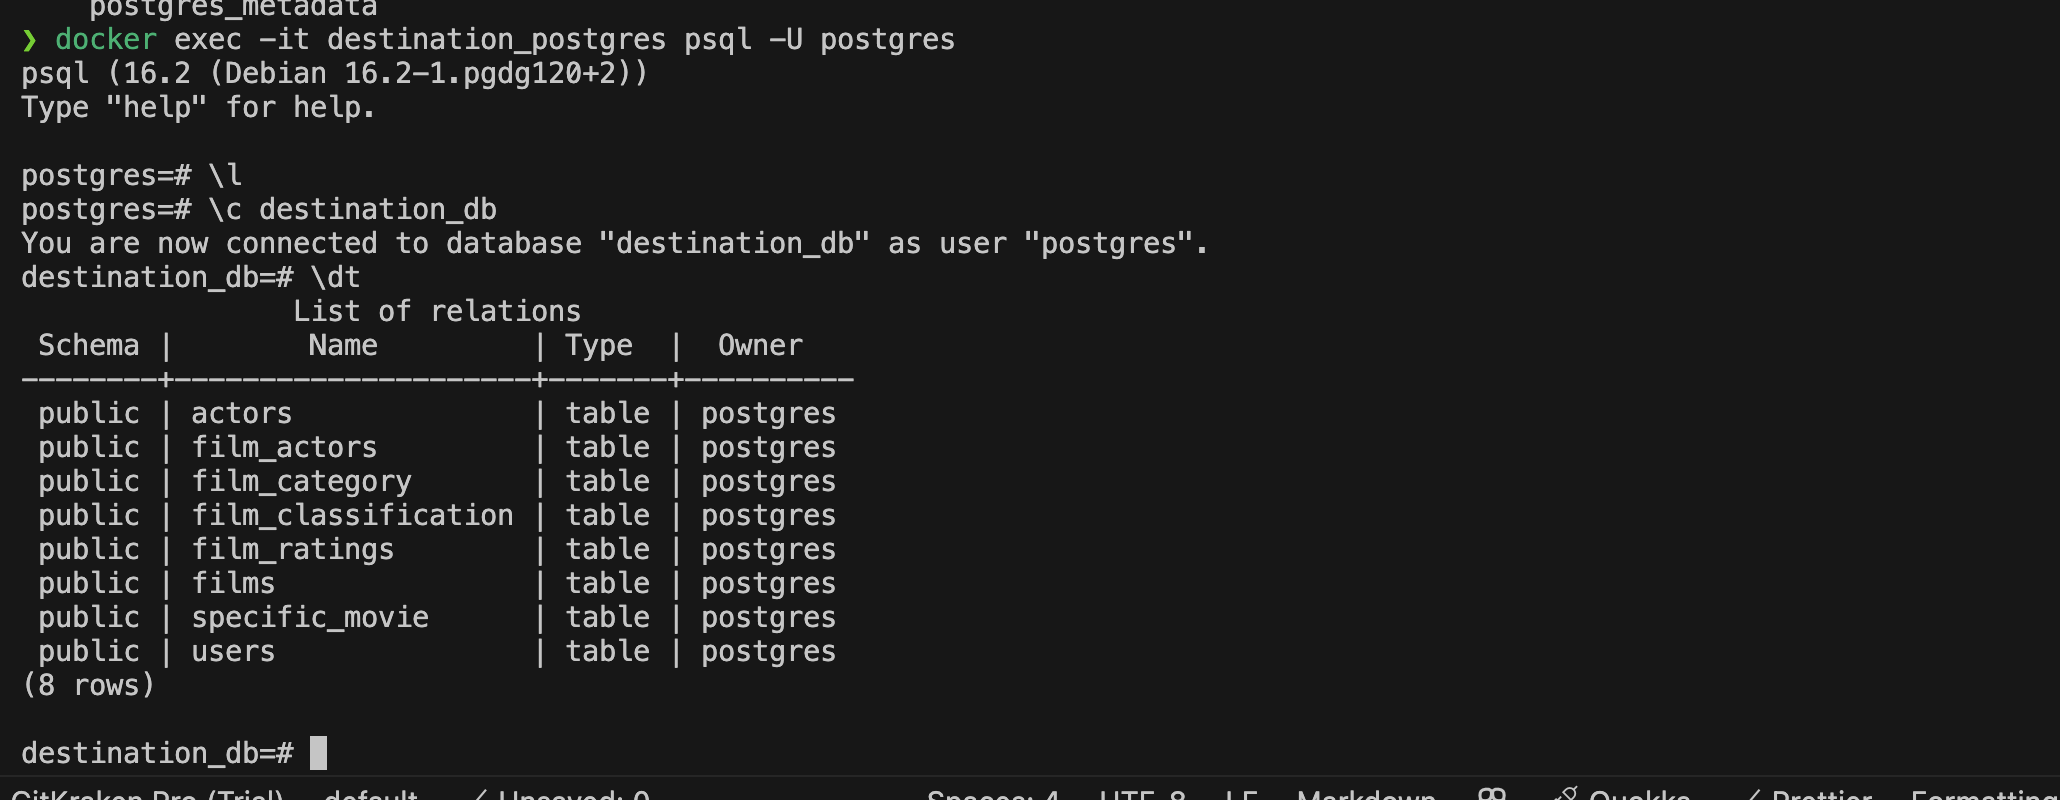 postgres_metadata
❯ docker exec -it destination_postgres psql -U postgres
psql (16.2 (Debian 16.2-1.pgdg120+2))
Type "help" for help.

postgres=# \l
postgres=# \c destination_db
You are now connected to database "destination_db" as user "postgres".
destination_db=# \dt
                List of relations
 Schema |        Name         | Type  |  Owner
--------+---------------------+-------+----------
 public | actors              | table | postgres
 public | film_actors         | table | postgres
 public | film_category       | table | postgres
 public | film_classification | table | postgres
 public | film_ratings        | table | postgres
 public | films               | table | postgres
 public | specific_movie      | table | postgres
 public | users               | table | postgres
(8 rows)

destination_db=#
GitKraken Pro (Trial) default ✓ Unsaved: 0 Spaces: 4 UTF-8 LF Markdown Quokka ✓ Prettier Formatting